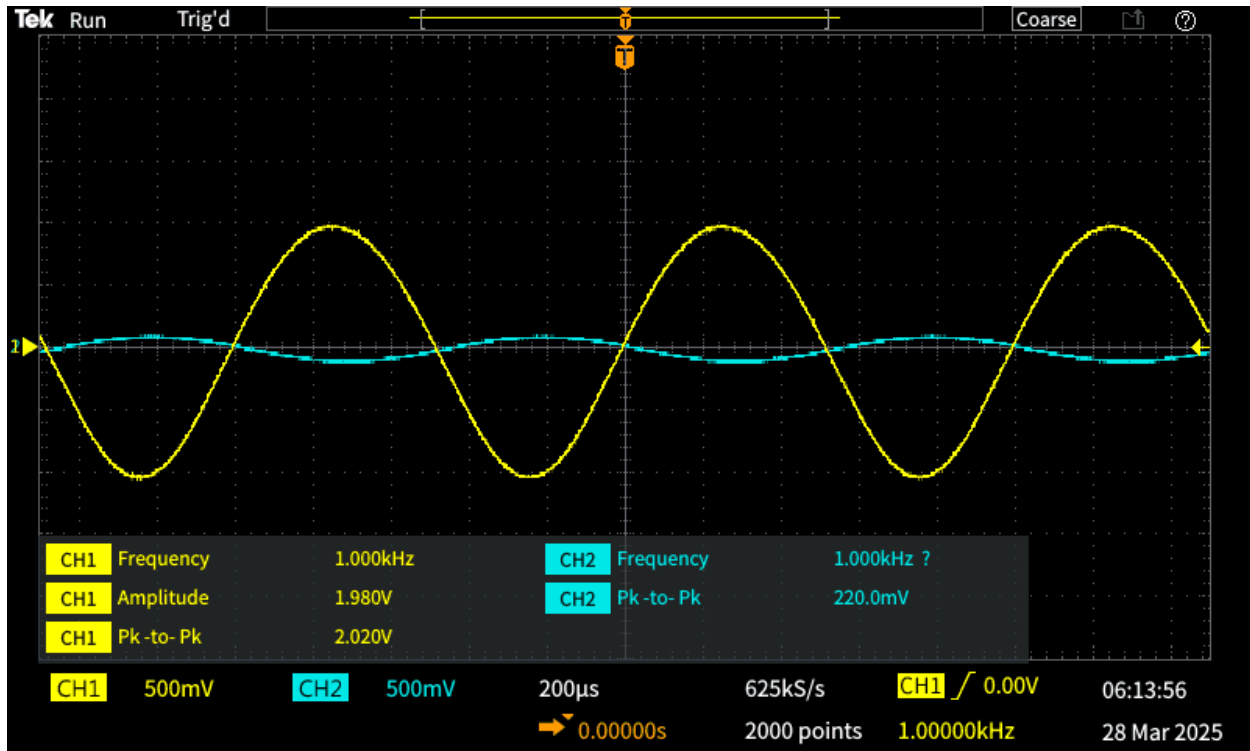 Tek Run Trig'd T Coarse
T
2
CH1 Frequency 1.000kHz CH2 Frequency 1.000kHz ?
CH1 Amplitude 1.980V CH2 Pk -to- Pk 220.0mV
CH1 Pk -to- Pk 2.020V
CH1 500mV CH2 500mV 200µs 625kS/s CH1 0.00V 06:13:56
0.00000s 2000 points 1.00000kHz 28 Mar 2025